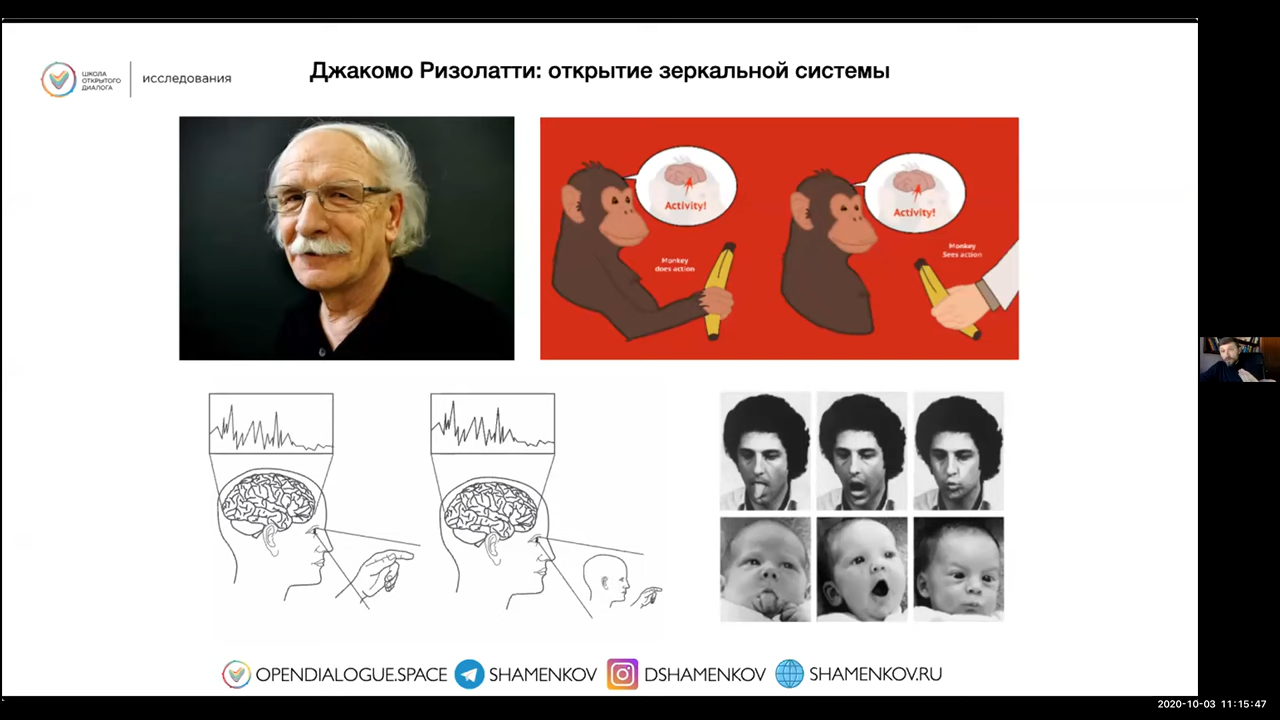 ШКОЛА
ОТКРЫТОГО
ДИАЛОГА
исследования
Джакомо Ризолатти: открытие зеркальной системы
Activity!
Monkey
does action
Activity!
Monkey
Sees action
OPENDIALOGUE.SPACE
SHAMENKOV
DSHAMENKOV
SHAMENKOV.RU
2020-10-03 11:15:47